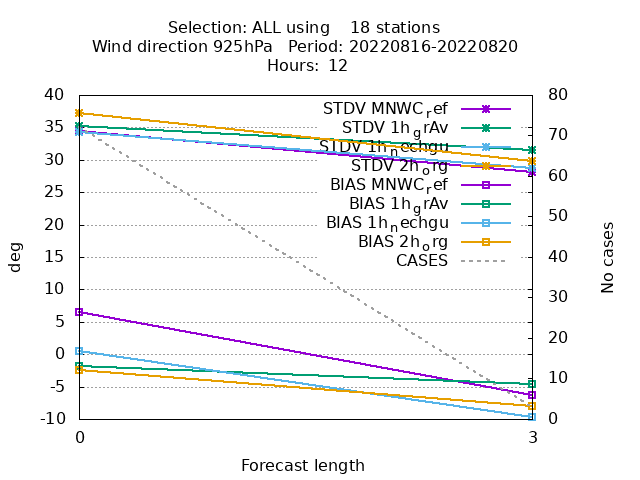 Selection: ALL using 18 stations
Wind direction 925hPa Period: 20220816-20220820
Hours: 12
40 80
35 70
30 60
25 50
20 40
15 30
10 20
5 10
0 0
-5
-10
deg
No cases
STDV MNWC_ref
STDV 1h_grAv
STDV 1h_nechgu
STDV 2h_org
BIAS MNWC_ref
BIAS 1h_grAv
BIAS 1h_nechgu
BIAS 2h_org
CASES
0 3
Forecast length